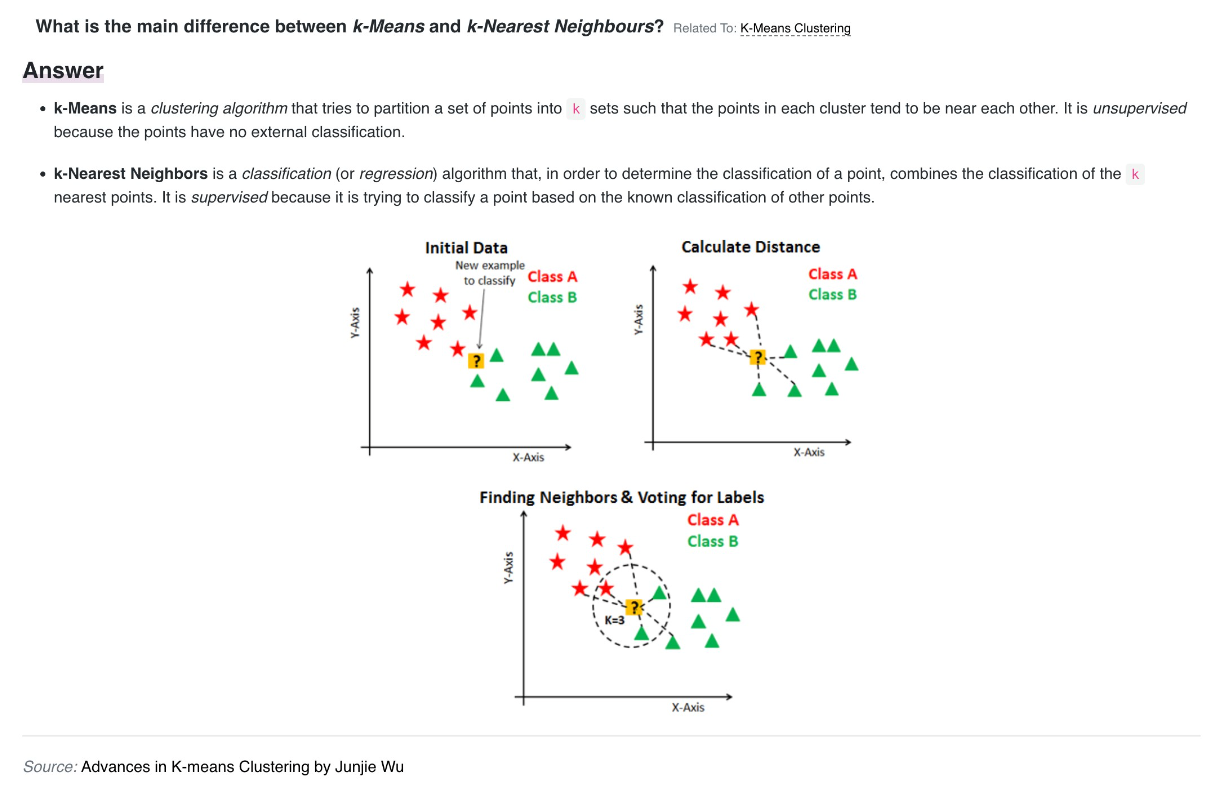 What is the main difference between k-Means and k-Nearest Neighbours? Related To: K-Means Clustering
Answer
• k-Means is a clustering algorithm that tries to partition a set of points into k sets such that the points in each cluster tend to be near each other. It is unsupervised
because the points have no external classification.
• k-Nearest Neighbors is a classification (or regression) algorithm that, in order to determine the classification of a point, combines the classification of the k
nearest points. It is supervised because it is trying to classify a point based on the known classification of other points.
Initial Data
New example
to classify
Class A
Class B
Y-Axis
?
X-Axis
Calculate Distance
Class A
Class B
Y-Axis
?
X-Axis
Finding Neighbors & Voting for Labels
Class A
Class B
Y-Axis
?
K=3
X-Axis
Source: Advances in K-means Clustering by Junjie Wu